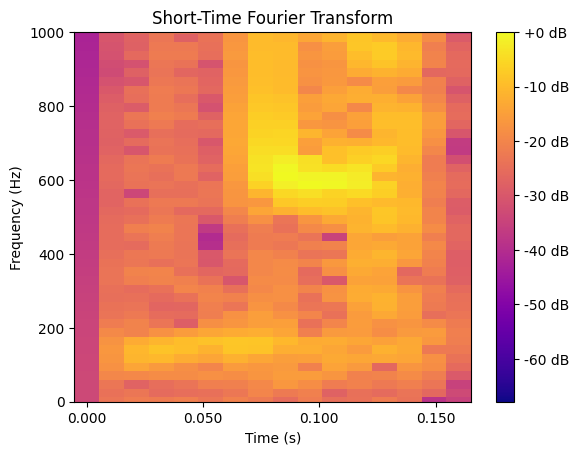 Short-Time Fourier Transform
1000
800
600
400
200
0
Frequency (Hz)
0.000
0.050
0.100
0.150
Time (s)
+0 dB
-10 dB
-20 dB
-30 dB
-40 dB
-50 dB
-60 dB